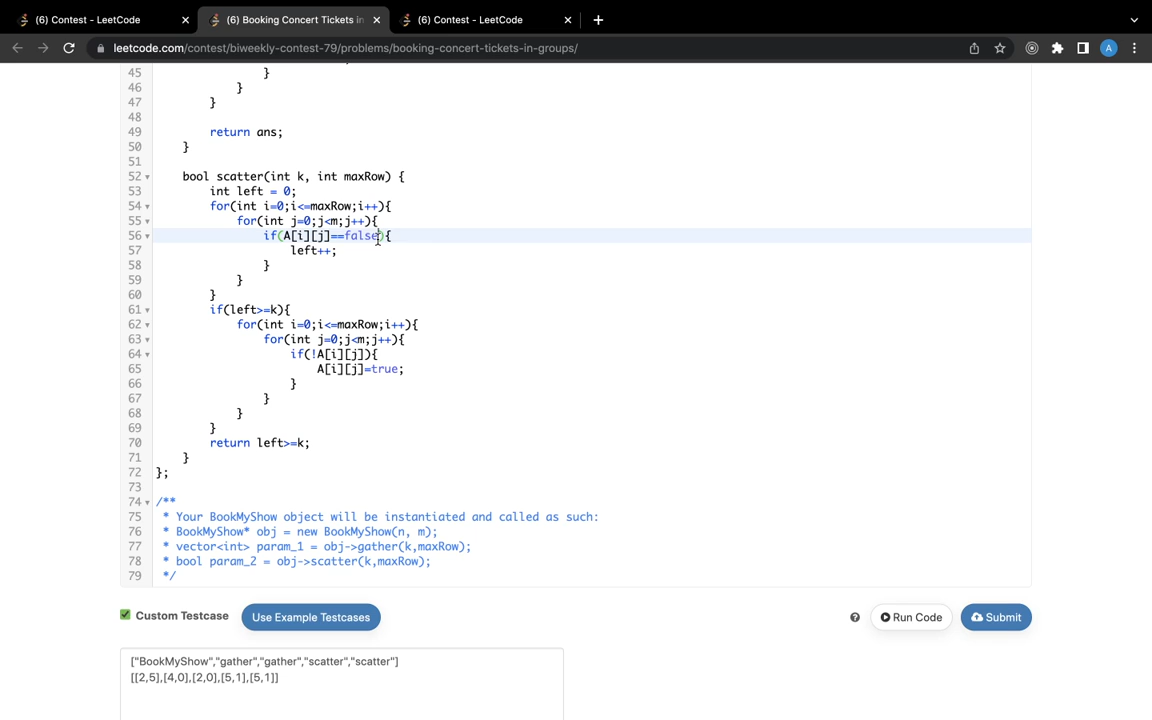 (6) Contest - LeetCode
(6) Booking Concert Tickets in
(6) Contest - LeetCode
leetcode.com/contest/biweekly-contest-79/problems/booking-concert-tickets-in-groups/
A
45 }
46 }
47 }
48
49 return ans;
50 }
51
52 bool scatter(int k, int maxRow) {
53 int left = 0;
54 for(int i=0;i<=maxRow;i++){
55 for(int j=0;j<m;j++){
56 if(A[i][j]==false){
57 left++;
58 }
59 }
60 }
61 if(left>=k){
62 for(int i=0;i<=maxRow;i++){
63 for(int j=0;j<m;j++){
64 if(!A[i][j]){
65 A[i][j]=true;
66 }
67 }
68 }
69 }
70 return left>=k;
71 }
72 };
73
74 /**
75 * Your BookMyShow object will be instantiated and called as such:
76 * BookMyShow* obj = new BookMyShow(n, m);
77 * vector<int> param_1 = obj->gather(k,maxRow);
78 * bool param_2 = obj->scatter(k,maxRow);
79 */
Custom Testcase Use Example Testcases ? Run Code Submit
["BookMyShow","gather","gather","scatter","scatter"]
[[2,5],[4,0],[2,0],[5,1],[5,1]]